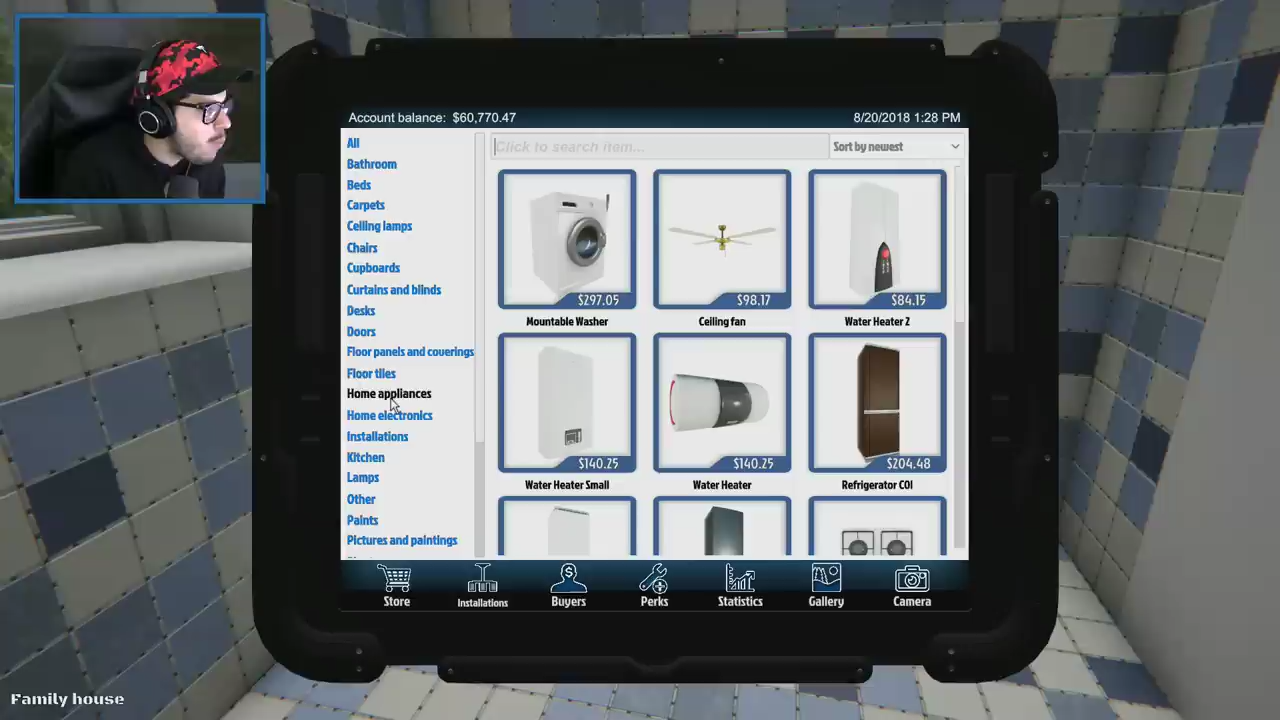 Account balance: $60,770.47
8/20/2018 1:28 PM
All
Bathroom
Beds
Carpets
Ceiling lamps
Chairs
Cupboards
Curtains and blinds
Desks
Doors
Floor panels and coverings
Floor tiles
Home appliances
Home electronics
Installations
Kitchen
Lamps
Other
Paints
Pictures and paintings
Click to search item...
Sort by newest
$297.05
$98.17
$84.15
Mountable Washer
Ceiling fan
Water Heater 2
$140.25
$140.25
$204.48
Water Heater Small
Water Heater
Refrigerator C01
Store
Installations
Buyers
Perks
Statistics
Gallery
Camera
Family house